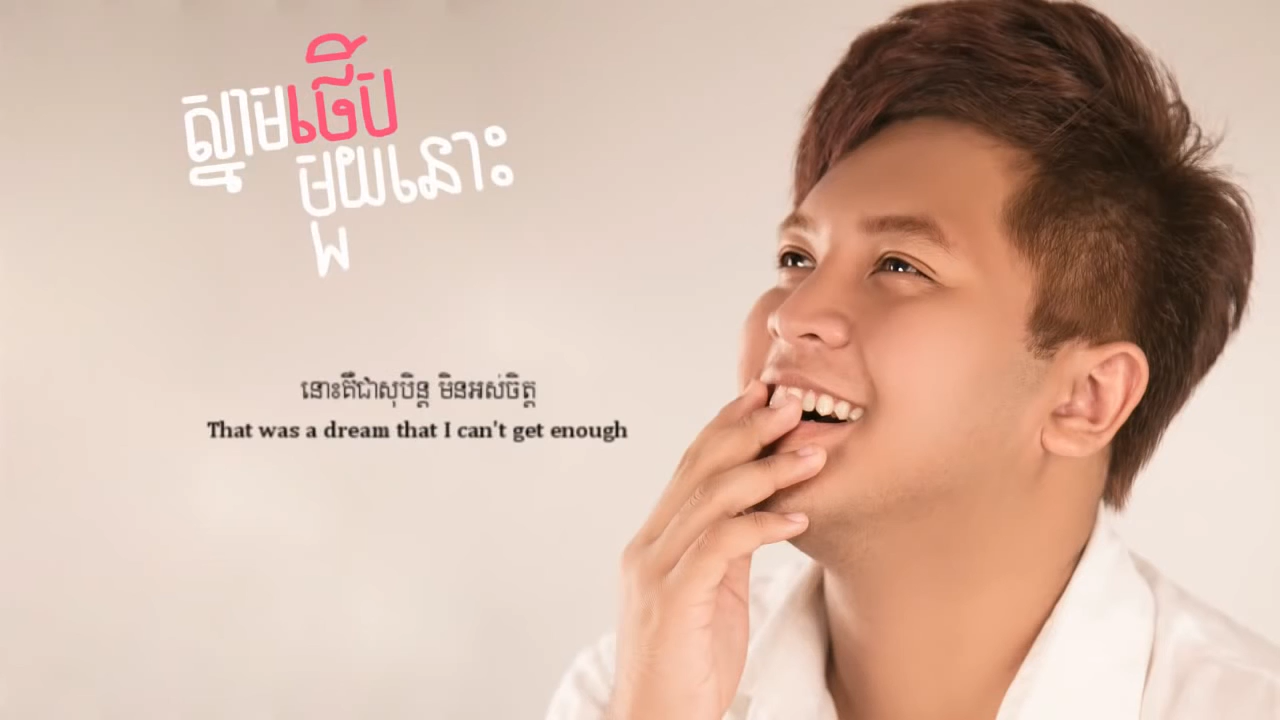 ស្នាមថើប
មួយនោះ
នោះគឺជាសុបិន្ត មិនអស់ចិត្ត
That was a dream that I can't get enough